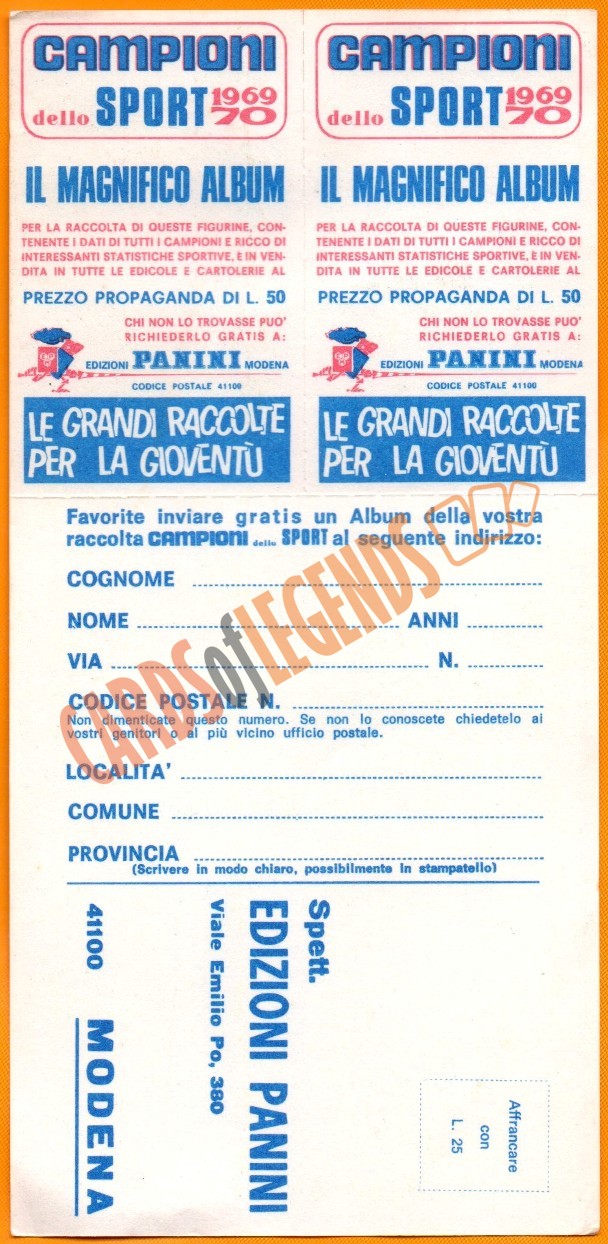 CAMPIONI
dello SPORT 1969 70
IL MAGNIFICO ALBUM
PER LA RACCOLTA DI QUESTE FIGURINE, CON-
TENENTE I DATI DI TUTTI I CAMPIONI E RICCO DI
INTERESSANTI STATISTICHE SPORTIVE, È IN VEN-
DITA IN TUTTE LE EDICOLE E CARTOLERIE AL
PREZZO PROPAGANDA DI L. 50
CHI NON LO TROVASSE PUO'
RICHIEDERLO GRATIS A:
EDIZIONI PANINI MODENA
CODICE POSTALE 41100
LE GRANDI RACCOLTE
PER LA GIOVENTÙ
CAMPIONI
dello SPORT 1969 70
IL MAGNIFICO ALBUM
PER LA RACCOLTA DI QUESTE FIGURINE, CON-
TENENTE I DATI DI TUTTI I CAMPIONI E RICCO DI
INTERESSANTI STATISTICHE SPORTIVE, È IN VEN-
DITA IN TUTTE LE EDICOLE E CARTOLERIE AL
PREZZO PROPAGANDA DI L. 50
CHI NON LO TROVASSE PUO'
RICHIEDERLO GRATIS A:
EDIZIONI PANINI MODENA
CODICE POSTALE 41100
LE GRANDI RACCOLTE
PER LA GIOVENTÙ
Favorite inviare gratis un Album della vostra
raccolta CAMPIONI dello SPORT al seguente indirizzo:
COGNOME
NOME ANNI
VIA N.
CODICE POSTALE N.
Non dimenticate questo numero. Se non lo conoscete chiedetelo ai
vostri genitori o al più vicino ufficio postale.
LOCALITA'
COMUNE
PROVINCIA
(Scrivere in modo chiaro, possibilmente in stampatello)
CARDS of LEGENDS
Spett.
EDIZIONI PANINI
Viale Emilio Po, 380
41100 MODENA
Affrancare
con
L. 25